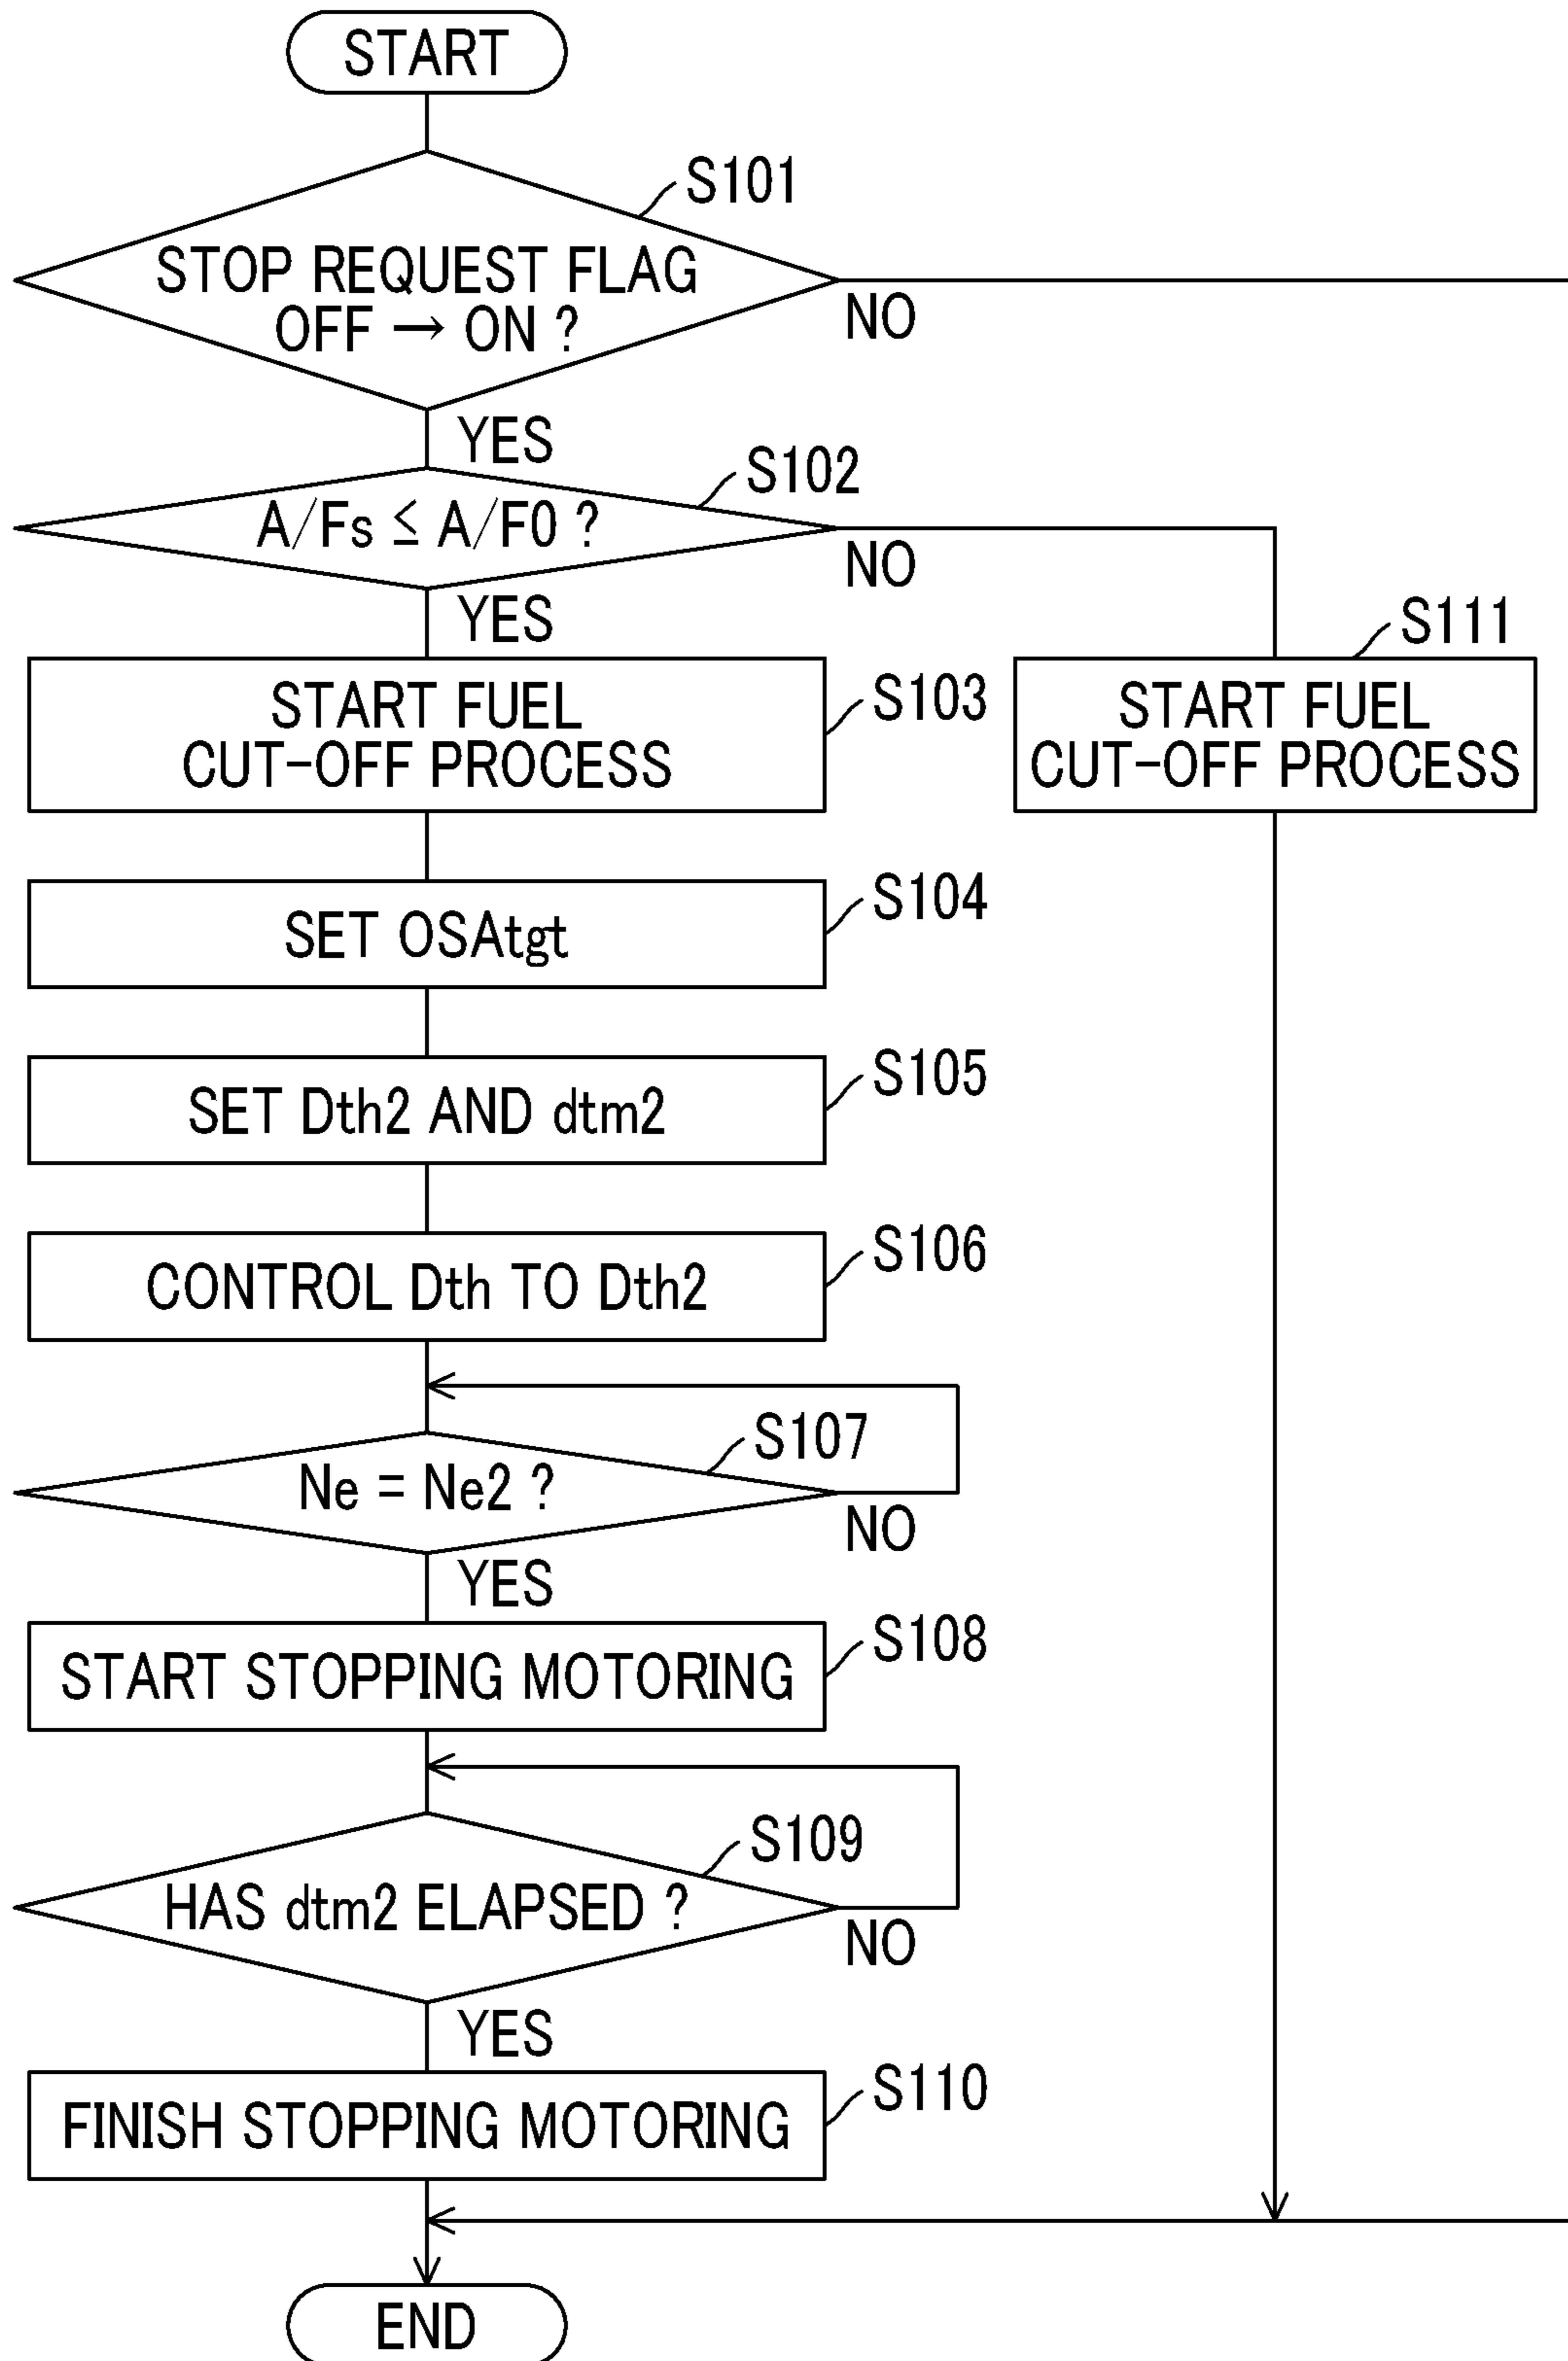 START
S101
STOP REQUEST FLAG
OFF → ON ?
NO
YES
S102
A/Fs ≤ A/F0 ?
NO
YES
S103
START FUEL
CUT-OFF PROCESS
S111
START FUEL
CUT-OFF PROCESS
S104
SET OSAtgt
S105
SET Dth2 AND dtm2
S106
CONTROL Dth TO Dth2
S107
Ne = Ne2 ?
NO
YES
S108
START STOPPING MOTORING
S109
HAS dtm2 ELAPSED ?
NO
YES
S110
FINISH STOPPING MOTORING
END